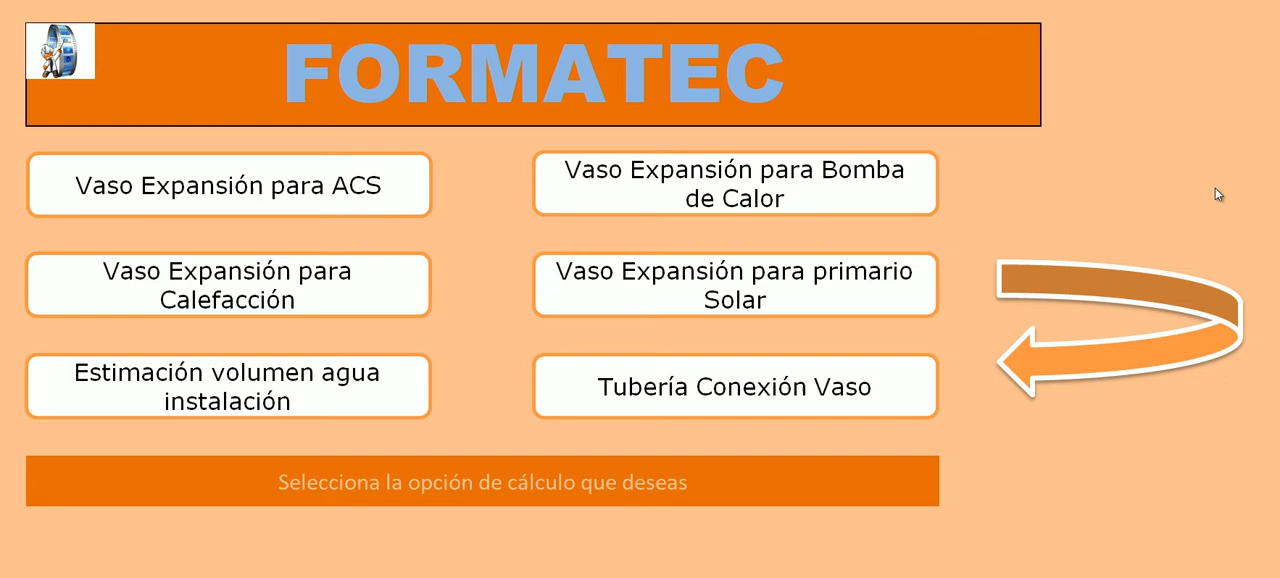 FORMATEC
Vaso Expansión para ACS
Vaso Expansión para Bomba
de Calor
Vaso Expansión para
Calefacción
Vaso Expansión para primario
Solar
Estimación volumen agua
instalación
Tubería Conexión Vaso
Selecciona la opción de cálculo que deseas